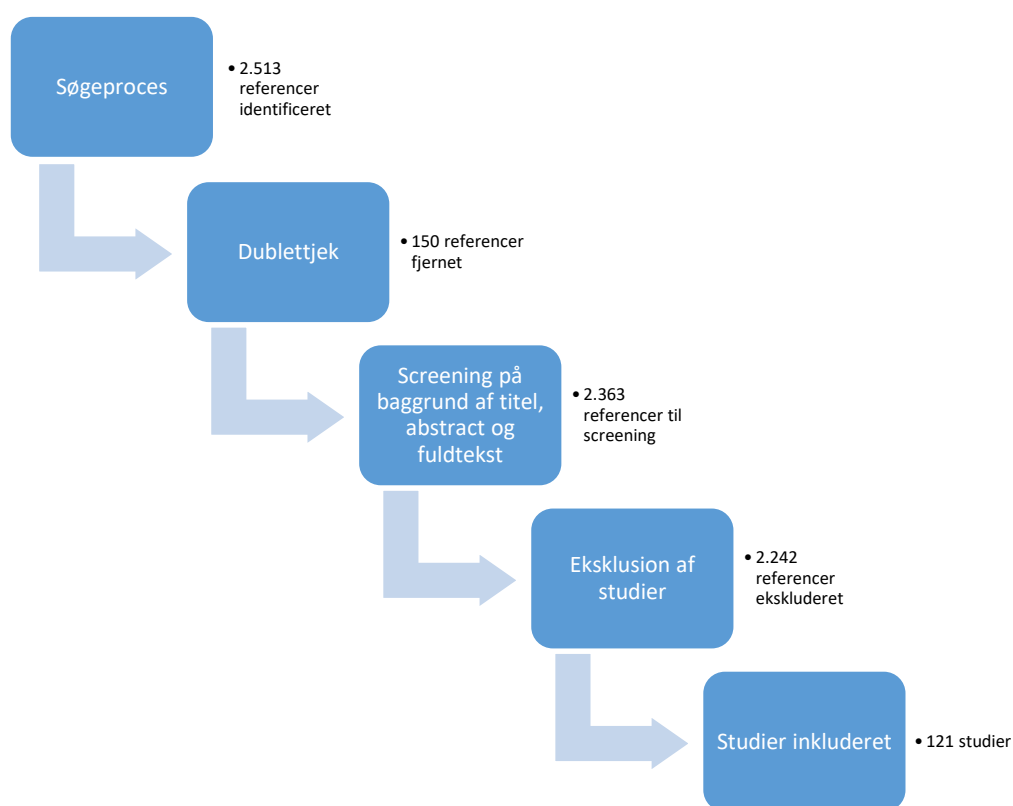 Søgeproces
• 2.513
referencer
identificeret
Dublettjek
• 150 referencer
fjernet
Screening på
baggrund af titel,
abstract og
fuldtekst
• 2.363
referencer til
screening
Eksklusion af
studier
• 2.242
referencer
ekskluderet
Studier inkluderet
• 121 studier